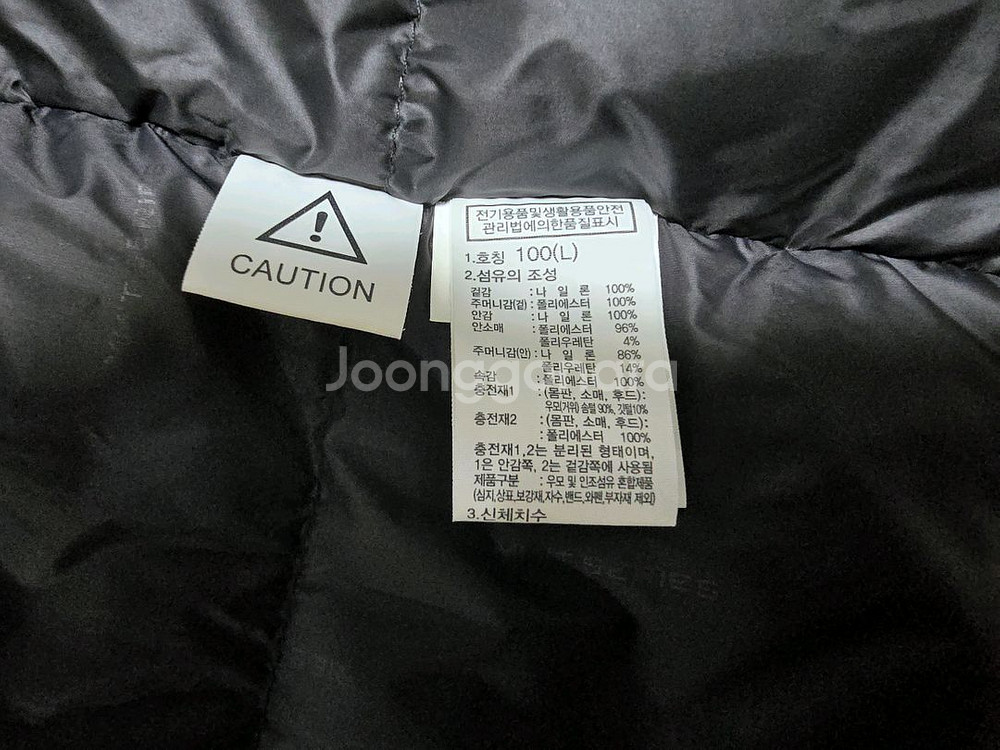 CAUTION
전기용품및생활용품안전
관리법에의한품질표시
1.호칭 100(L)
2.섬유의 조성
겉감 : 나 일 론 100%
주머니감(겉) : 폴리에스터 100%
안감 : 나 일 론 100%
안소매 : 폴리에스터 96%
폴리우레탄 4%
주머니감(안) : 나 일 론 86%
폴리우레탄 14%
속감 : 폴리에스터 100%
충전재1 : (몸판, 소매, 후드):
우모(거위) 솜털 90%, 깃털10%
충전재2 : (몸판, 소매, 후드):
: 폴리에스터 100%
충전재1,2는 분리된 형태이며,
1은 안감쪽, 2는 겉감쪽에 사용됨
제품구분 : 우모 및 인조섬유 혼합제품
(심지,상표,보강재,자수,밴드,와펜,부자재 제외)
3.신체치수
Joonggonara